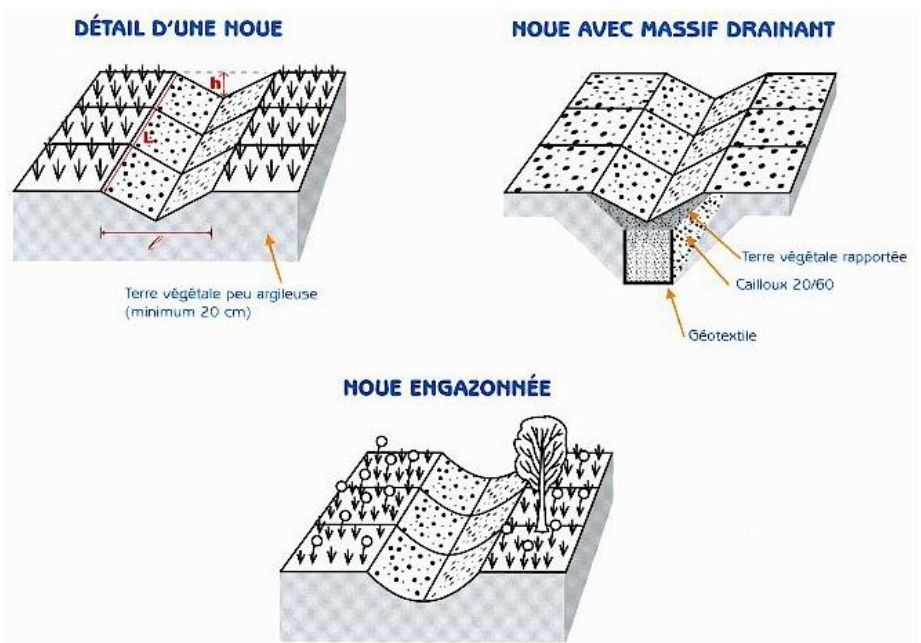 DÉTAIL D'UNE NOUE
NOUE AVEC MASSIF DRAINANT
h
L
l
Terre végétale peu argileuse
(minimum 20 cm)
Terre végétale rapportée
Cailloux 20/60
Géotextile
NOUE ENGAZONNÉE